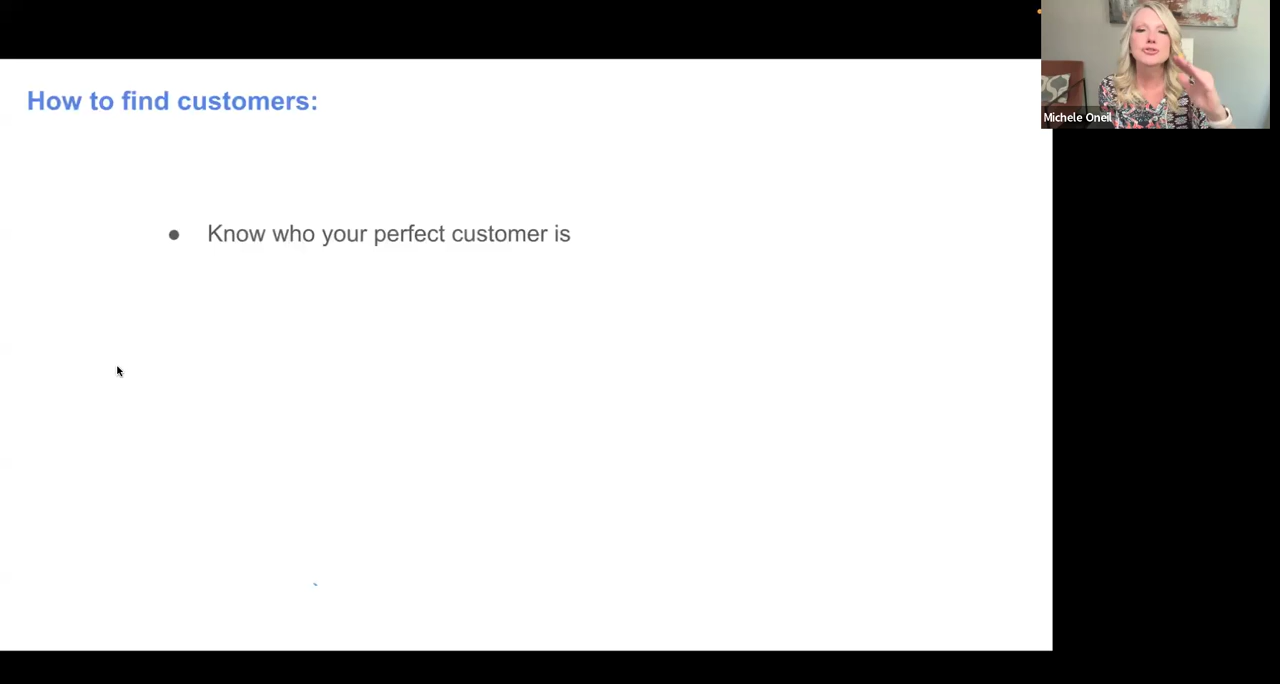 How to find customers:
● Know who your perfect customer is
Michele Oneil